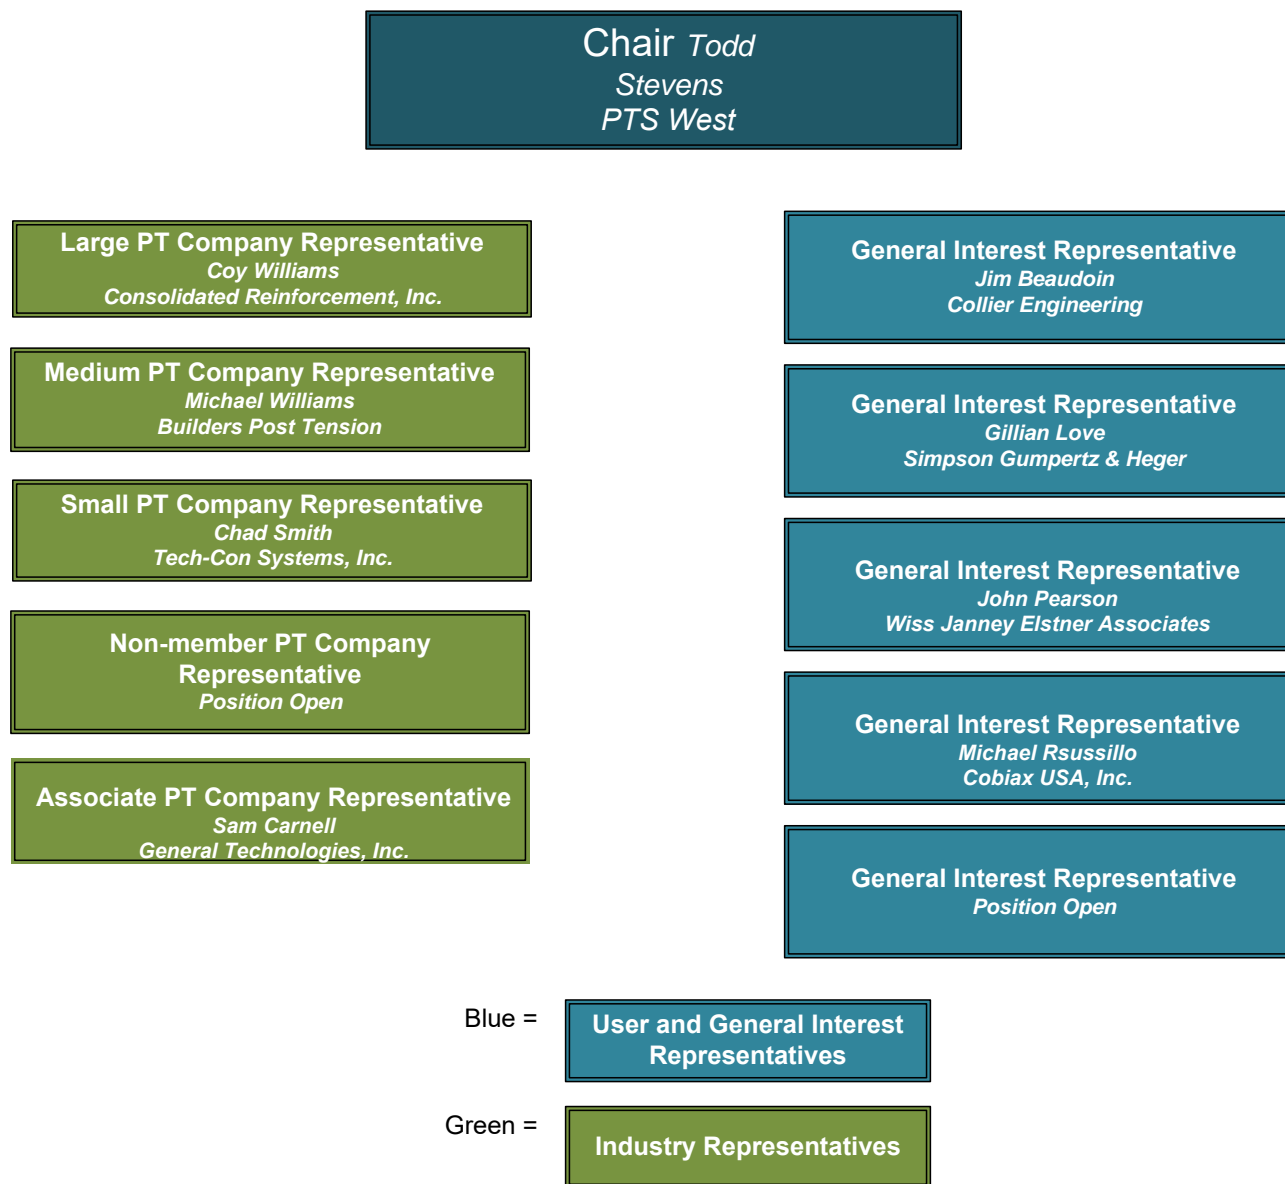 Chair Todd
Stevens
PTS West
Large PT Company Representative
Coy Williams
Consolidated Reinforcement, Inc.
Medium PT Company Representative
Michael Williams
Builders Post Tension
Small PT Company Representative
Chad Smith
Tech-Con Systems, Inc.
Non-member PT Company
Representative
Position Open
Associate PT Company Representative
Sam Carnell
General Technologies, Inc.
General Interest Representative
Jim Beaudoin
Collier Engineering
General Interest Representative
Gillian Love
Simpson Gumpertz & Heger
General Interest Representative
John Pearson
Wiss Janney Elstner Associates
General Interest Representative
Michael Rsussillo
Cobiax USA, Inc.
General Interest Representative
Position Open
Blue =
User and General Interest
Representatives
Green =
Industry Representatives